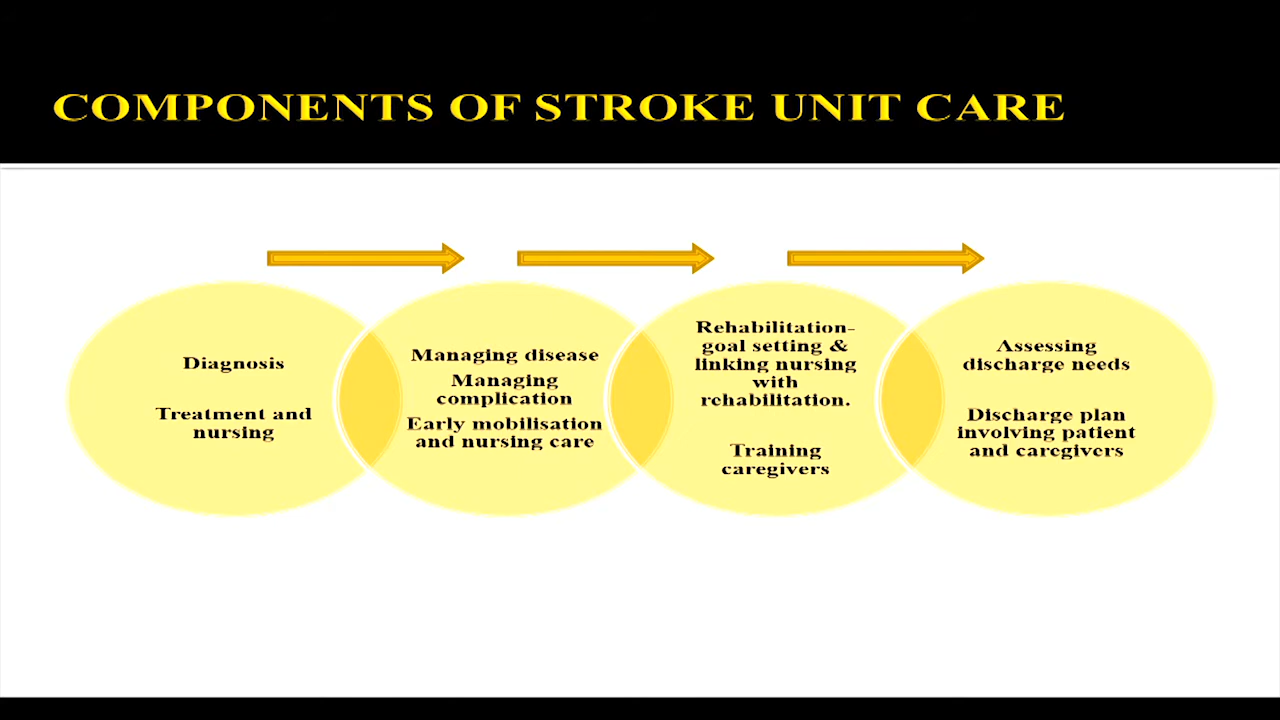 COMPONENTS OF STROKE UNIT CARE
Diagnosis
Treatment and
nursing
Managing disease
Managing
complication
Early mobilisation
and nursing care
Rehabilitation-
goal setting &
linking nursing
with
rehabilitation.
Training
caregivers
Assessing
discharge needs
Discharge plan
involving patient
and caregivers